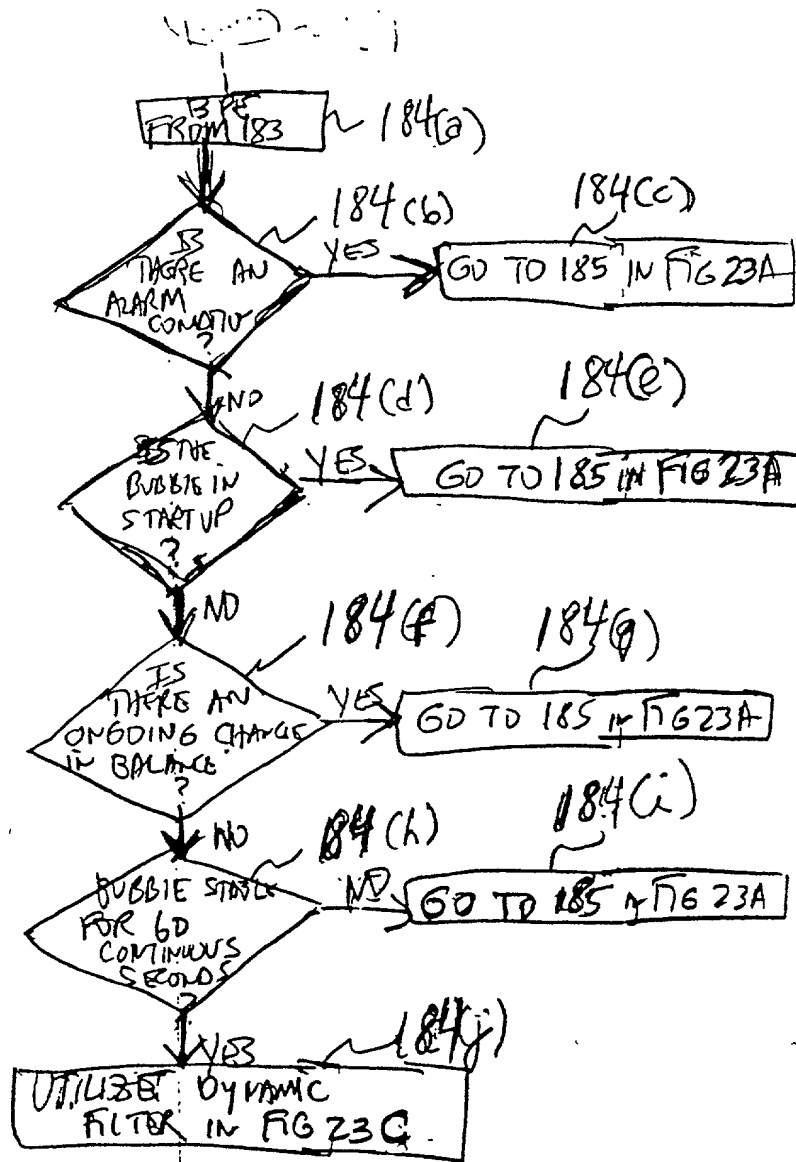 FROM 183
184(a)
184(b)
184(c)
IS
THERE AN
ALARM
?
YES
GO TO 185 IN FIG 23A
NO
184(d)
184(e)
IS THE
BUBBLE IN
STARTUP
?
YES
GO TO 185 IN FIG 23A
NO
184(f)
184(g)
IS
THERE AN
ONGOING CHANGE
IN BALANCE
?
YES
GO TO 185 IN FIG 23A
NO
184(h)
184(i)
BUBBLE STABLE
FOR 60
CONTINUOUS
SECONDS
?
NO
GO TO 185 IN FIG 23A
YES
184(j)
UTILIZE DYNAMIC
FILTER IN FIG 23C